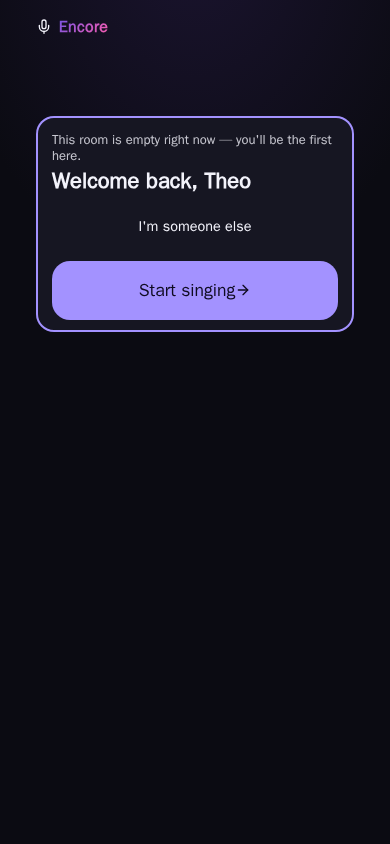 Encore
This room is empty right now — you'll be the first
here.
Welcome back, Theo
I'm someone else
Start singing→